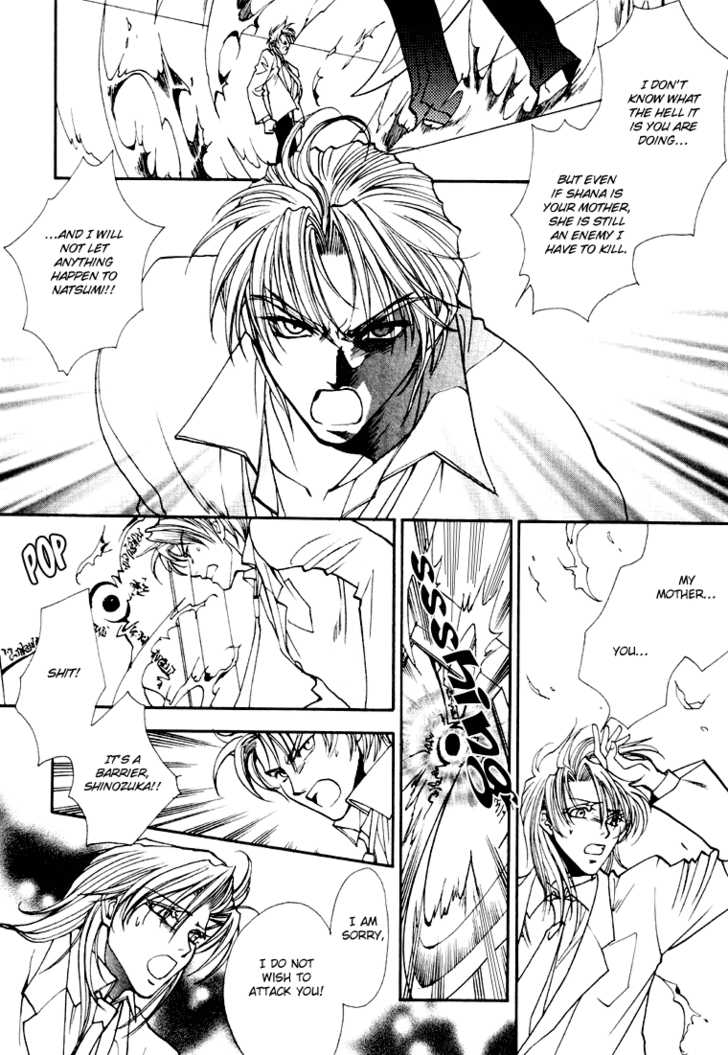 I DON'T
KNOW WHAT
THE HELL IT
IS YOU ARE
DOING...
BUT EVEN
IF SHANA IS
YOUR MOTHER,
SHE IS STILL
AN ENEMY I
HAVE TO KILL.
...AND I WILL
NOT LET
ANYTHING
HAPPEN TO
NATSUMI!!
MY
MOTHER...
YOU...
ssshing
POP
SHIT!
IT'S A
BARRIER,
SHINOZUKA!!
I AM
SORRY,
I DO NOT
WISH TO
ATTACK YOU!